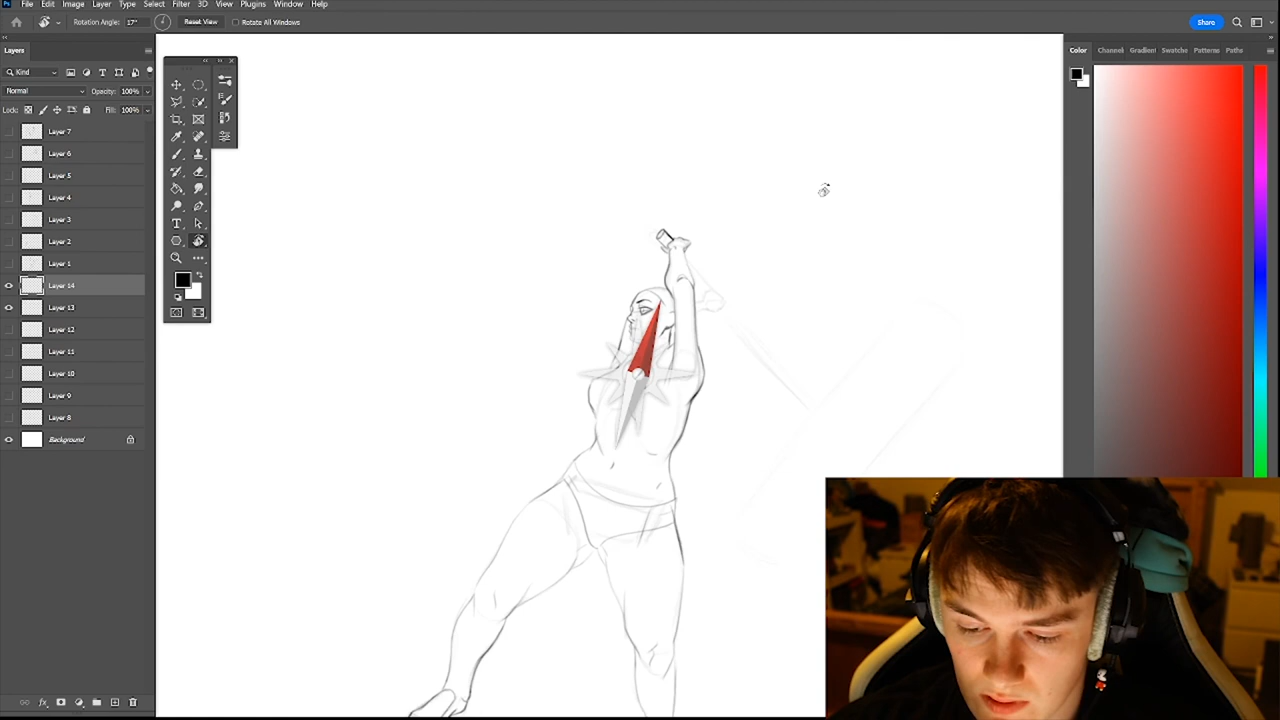 File Edit Image Layer Type Select Filter 3D View Plugins Window Help
Rotation Angle: 17° Reset View Rotate All Windows Share
Layers
Kind
Normal Opacity: 100%
Lock: Fill: 100%
Layer 7
Layer 6
Layer 5
Layer 4
Layer 3
Layer 2
Layer 1
Layer 14
Layer 13
Layer 12
Layer 11
Layer 10
Layer 9
Layer 8
Background
Color Channel Gradien Swatche Patterns Paths